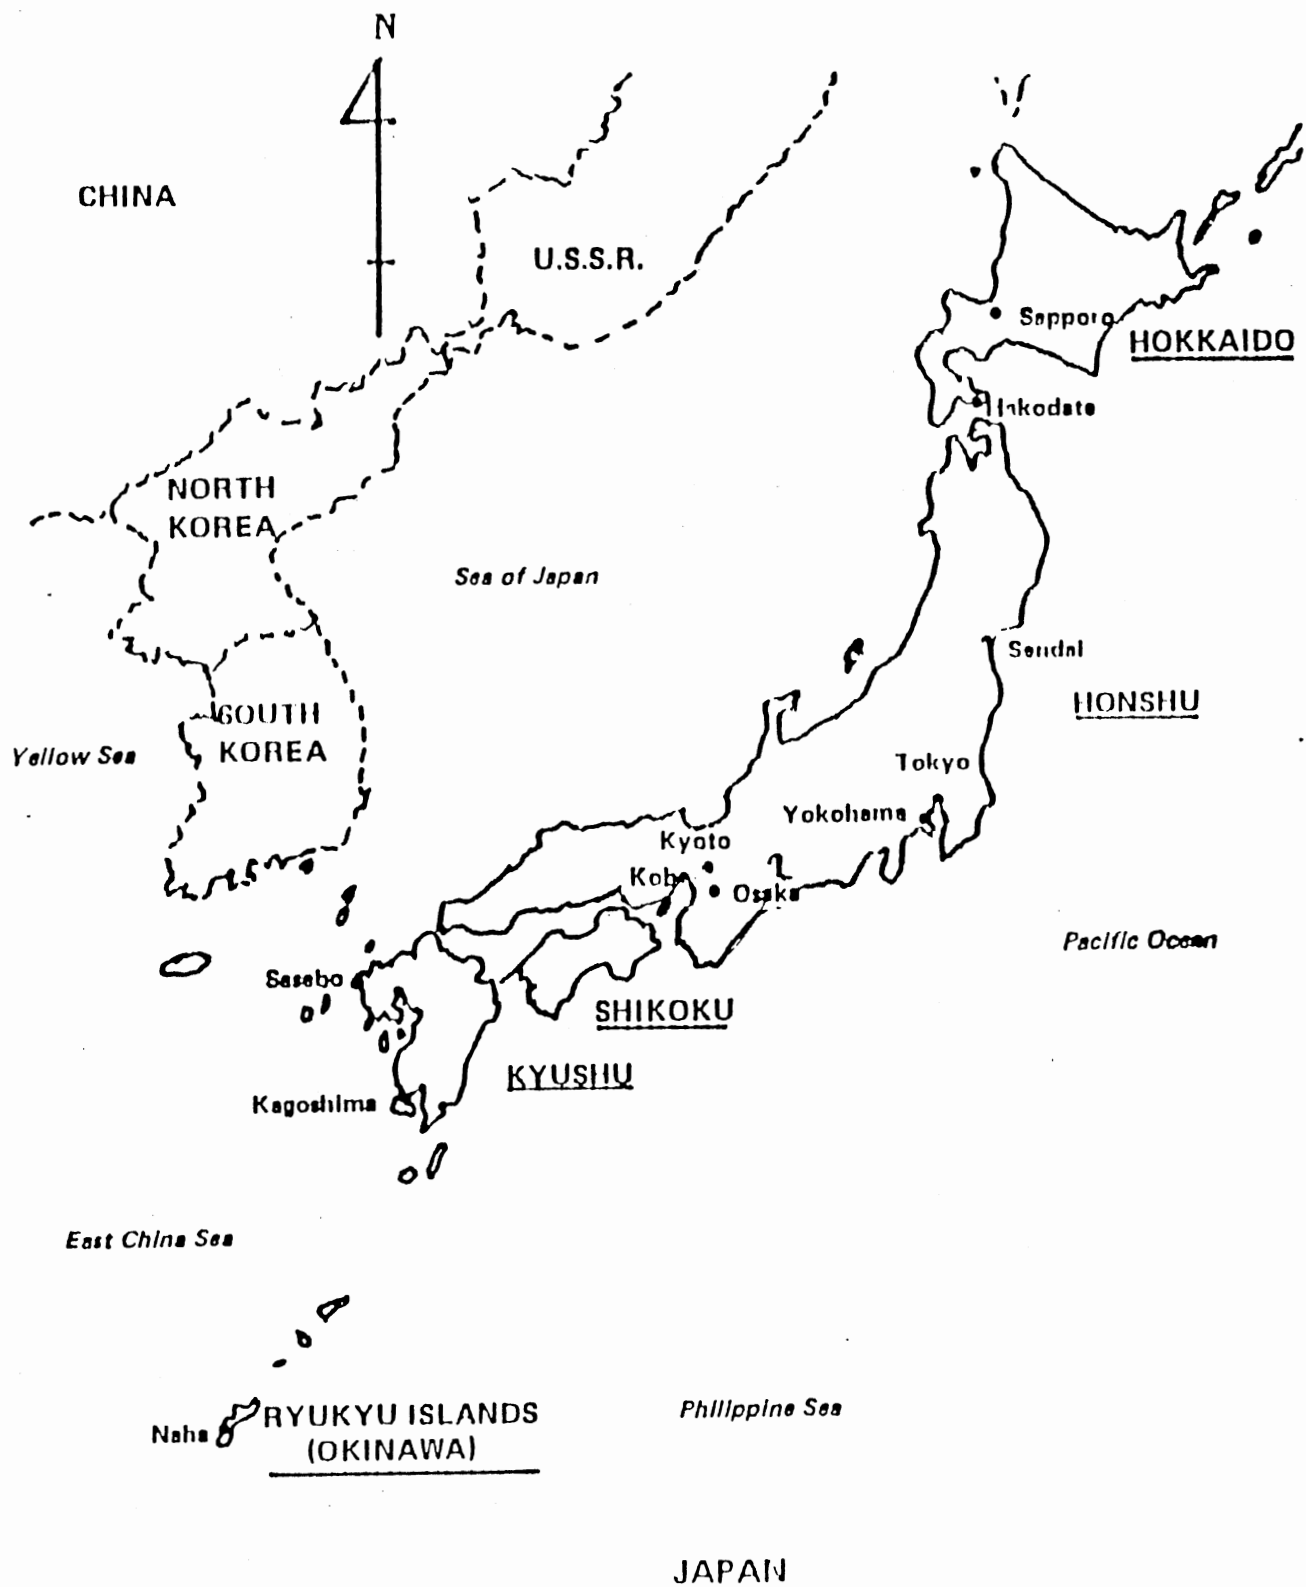 N
CHINA
U.S.S.R.
Sapporo
HOKKAIDO
Hakodate
NORTH
KOREA
Sea of Japan
Sendai
HONSHU
SOUTH
KOREA
Yellow Sea
Tokyo
Yokohama
Kyoto
Kobe
Osaka
Pacific Ocean
Sasebo
SHIKOKU
KYUSHU
Kagoshima
East China Sea
Philippine Sea
Naha
RYUKYU ISLANDS
(OKINAWA)
JAPAN